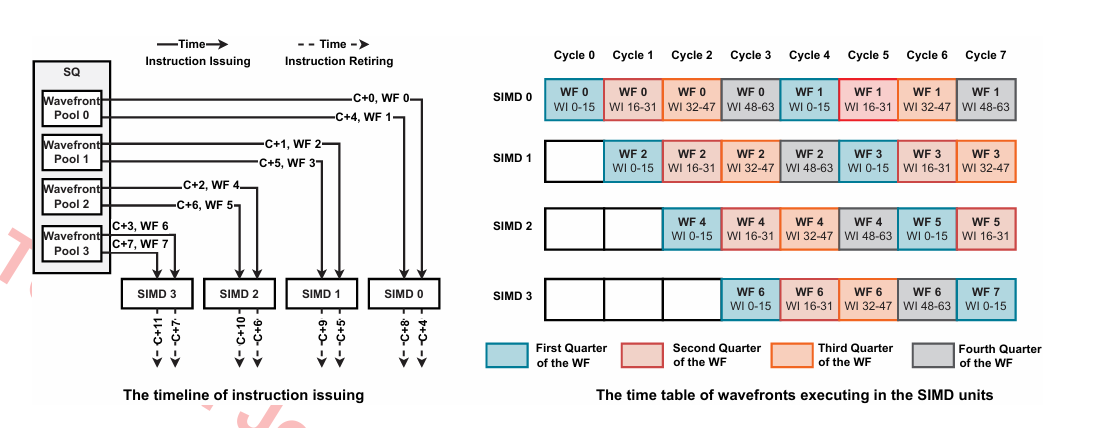 Time
Instruction Issuing
Time
Instruction Retiring
SQ
Wavefront
Pool 0
Wavefront
Pool 1
Wavefront
Pool 2
Wavefront
Pool 3
C+0, WF 0
C+4, WF 1
C+1, WF 2
C+5, WF 3
C+2, WF 4
C+6, WF 5
C+3, WF 6
C+7, WF 7
SIMD 3
SIMD 2
SIMD 1
SIMD 0
C+11
C+7
C+10
C+6
C+9
C+5
C+8
C+4
The timeline of instruction issuing
Cycle 0 Cycle 1 Cycle 2 Cycle 3 Cycle 4 Cycle 5 Cycle 6 Cycle 7
SIMD 0
WF 0 WF 0 WF 0 WF 0 WF 1 WF 1 WF 1 WF 1
WI 0-15 WI 16-31 WI 32-47 WI 48-63 WI 0-15 WI 16-31 WI 32-47 WI 48-63
SIMD 1
WF 2 WF 2 WF 2 WF 2 WF 3 WF 3 WF 3
WI 0-15 WI 16-31 WI 32-47 WI 48-63 WI 0-15 WI 16-31 WI 32-47
SIMD 2
WF 4 WF 4 WF 4 WF 4 WF 5 WF 5
WI 0-15 WI 16-31 WI 32-47 WI 48-63 WI 0-15 WI 16-31
SIMD 3
WF 6 WF 6 WF 6 WF 6 WF 7
WI 0-15 WI 16-31 WI 32-47 WI 48-63 WI 0-15
First Quarter
of the WF
Second Quarter
of the WF
Third Quarter
of the WF
Fourth Quarter
of the WF
The time table of wavefronts executing in the SIMD units